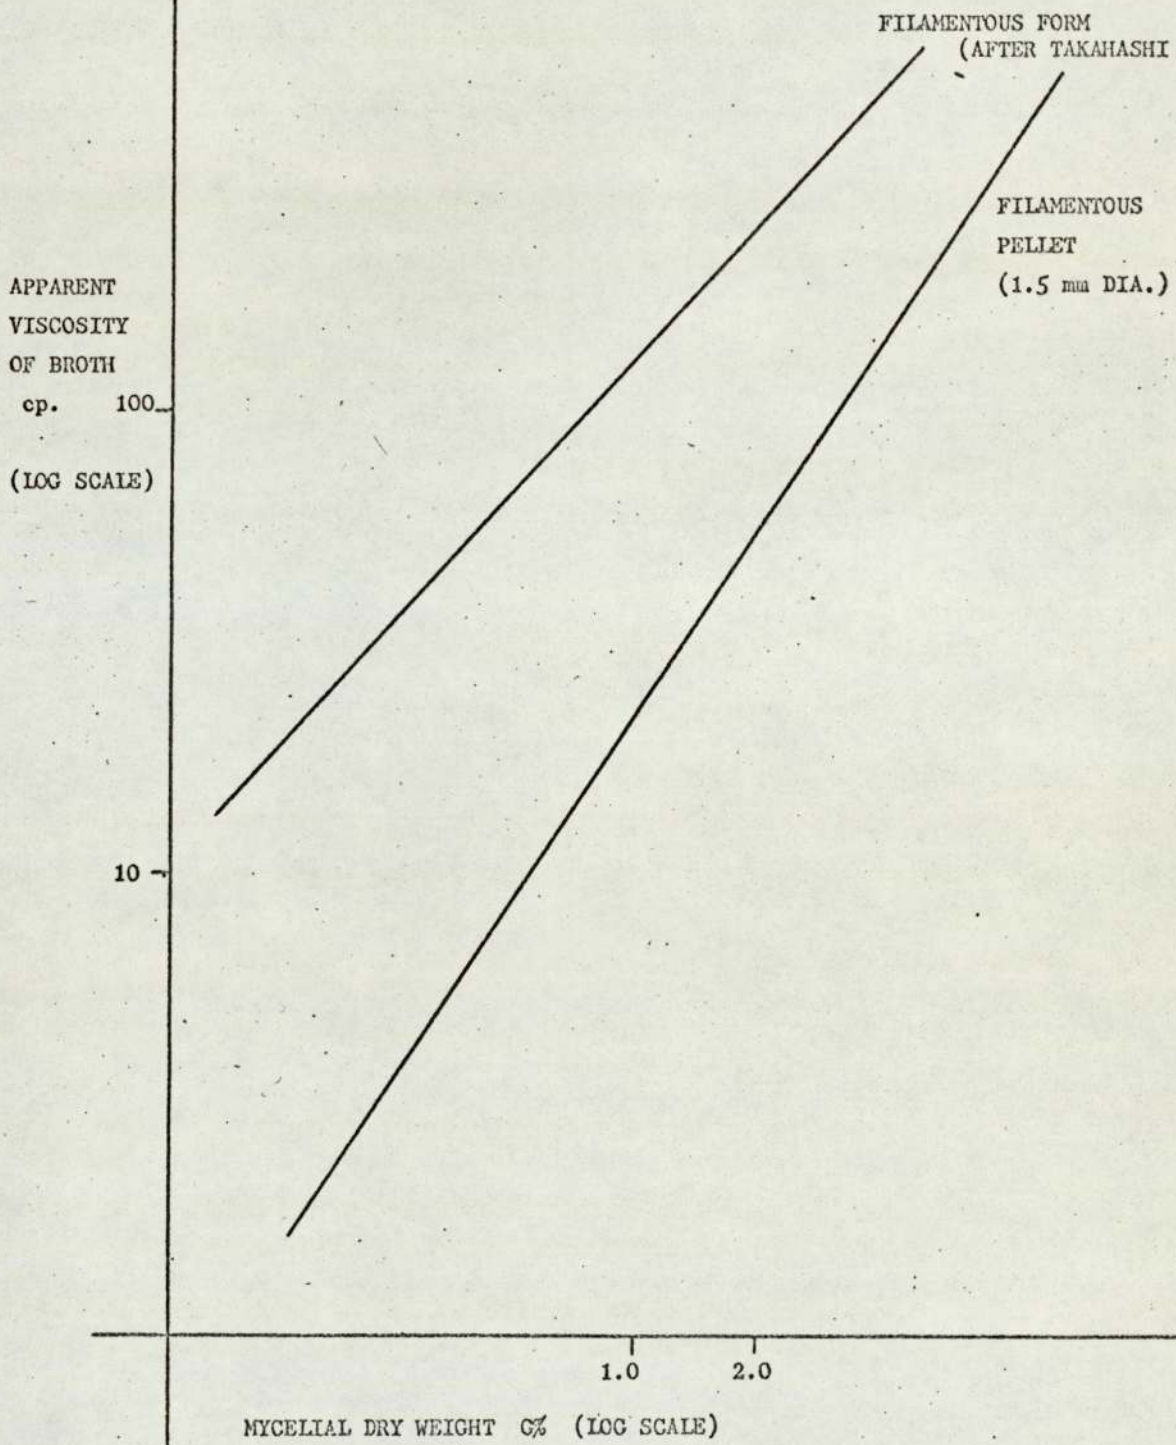 FILAMENTOUS FORM
(AFTER TAKAHASHI
FILAMENTOUS
PELLET
(1.5 mm DIA.)
APPARENT
VISCOSITY
OF BROTH
cp. 100
(LOG SCALE)
10
1.0 2.0
MYCELIAL DRY WEIGHT G% (LOG SCALE)